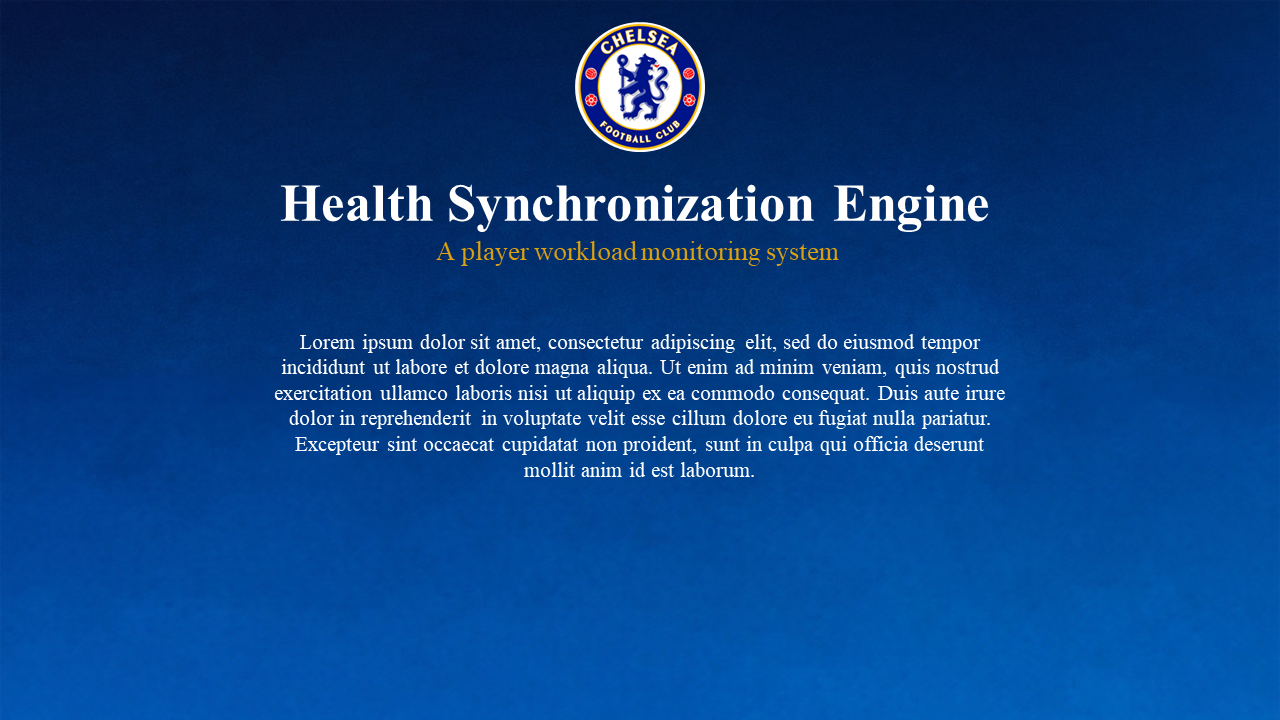 CHELSEA
FOOTBALL CLUB
Health Synchronization Engine
A player workload monitoring system
Lorem ipsum dolor sit amet, consectetur adipiscing elit, sed do eiusmod tempor
incididunt ut labore et dolore magna aliqua. Ut enim ad minim veniam, quis nostrud
exercitation ullamco laboris nisi ut aliquip ex ea commodo consequat. Duis aute irure
dolor in reprehenderit in voluptate velit esse cillum dolore eu fugiat nulla pariatur.
Excepteur sint occaecat cupidatat non proident, sunt in culpa qui officia deserunt
mollit anim id est laborum.